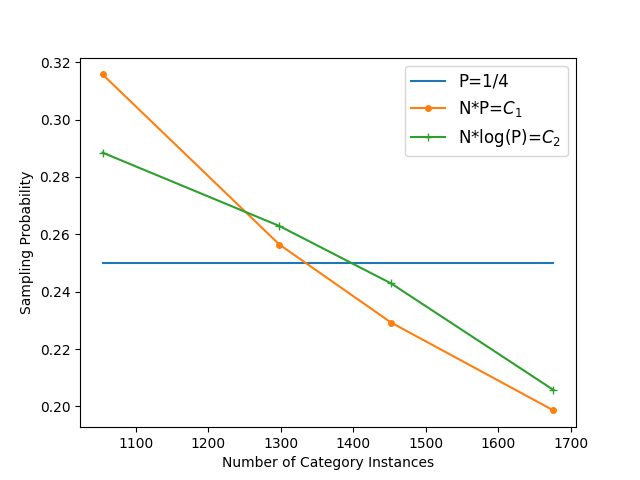 0.32
0.30
0.28
0.26
0.24
0.22
0.20
Sampling Probability
P=1/4
N*P=C₁
N*log(P)=C₂
1100 1200 1300 1400 1500 1600 1700
Number of Category Instances